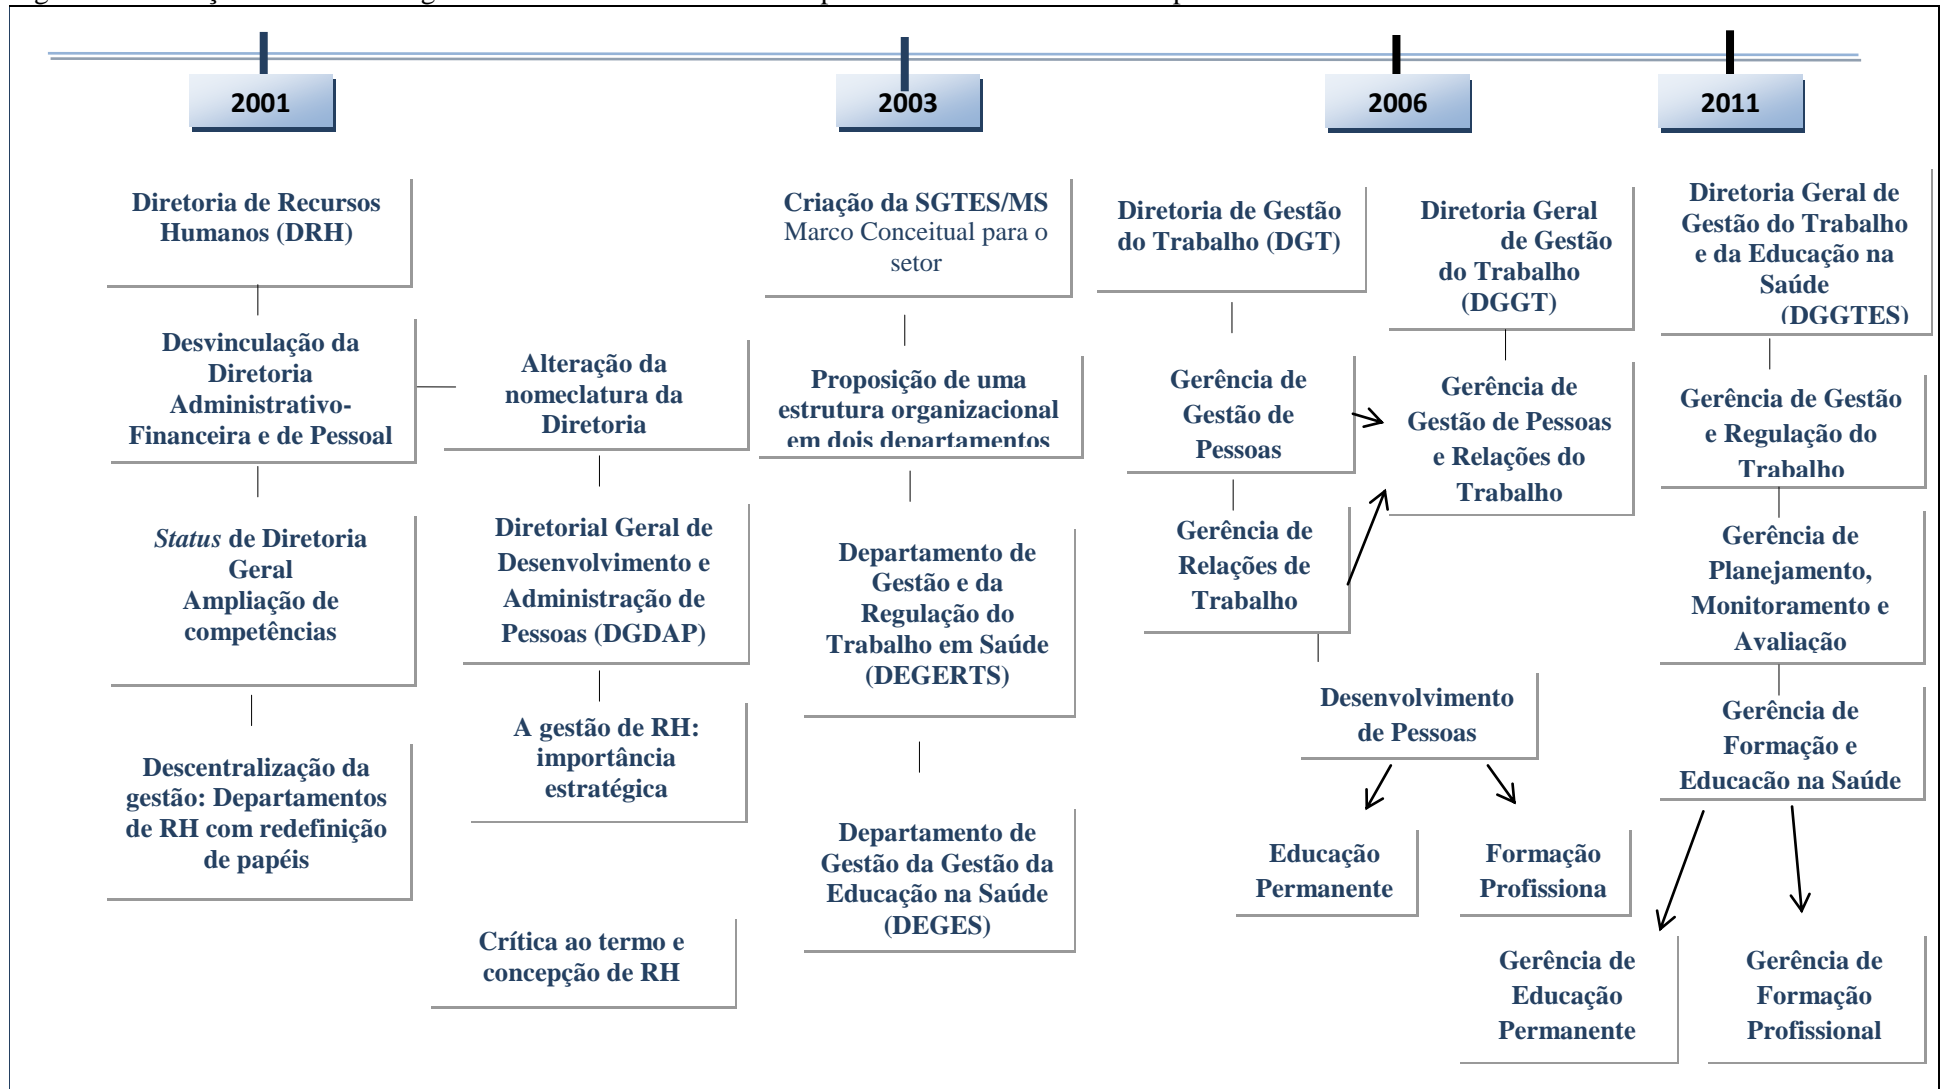 2001
2003
2006
2011
Diretoria de Recursos
Humanos (DRH)
Desvinculação da
Diretoria
Administrativo-
Financeira e de Pessoal
Status de Diretoria
Geral
Ampliação de
competências
Descentralização da
gestão: Departamentos
de RH com redefinição
de papéis
Alteração da
nomeclatura da
Diretoria
Diretorial Geral de
Desenvolvimento e
Administração de
Pessoas (DGDAP)
A gestão de RH:
importância
estratégica
Crítica ao termo e
concepção de RH
Criação da SGTES/MS
Marco Conceitual para o
setor
Proposição de uma
estrutura organizacional
em dois departamentos
Departamento de
Gestão e da
Regulação do
Trabalho em Saúde
(DEGERTS)
Departamento de
Gestão da Gestão da
Educação na Saúde
(DEGES)
Diretoria de Gestão
do Trabalho (DGT)
Gerência de
Gestão de
Pessoas
Gerência de
Relações de
Trabalho
Desenvolvimento
de Pessoas
Educação
Permanente
Formação
Profissiona
Diretoria Geral
de Gestão
do Trabalho
(DGGT)
Gerência de
Gestão de Pessoas
e Relações do
Trabalho
Diretoria Geral de
Gestão do Trabalho
e da Educação na
Saúde
(DGGTES)
Gerência de Gestão
e Regulação do
Trabalho
Gerência de
Planejamento,
Monitoramento e
Avaliação
Gerência de
Formação e
Educação na Saúde
Gerência de
Educação
Permanente
Gerência de
Formação
Profissional